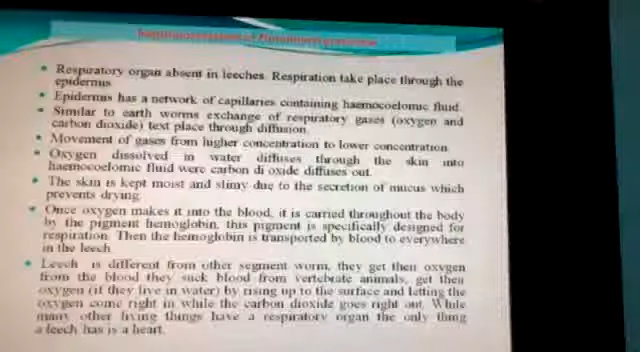 Respiratory organ absent in leeches. Respiration take place through the
epidermis
Epidermis has a network of capillaries containing haemocoelomic fluid.
Similar to earth worms exchange of respiratory gases (oxygen and
carbon dioxide) text place through diffusion.
Movement of gases from higher concentration to lower concentration.
Oxygen dissolved in water diffuses through the skin into
haemocoelomic fluid were carbon di oxide diffuses out.
The skin is kept moist and slimy due to the secretion of mucus which
prevents drying.
Once oxygen makes it into the blood, it is carried throughout the body
by the pigment hemoglobin, this pigment is specifically designed for
respiration. Then the hemoglobin is transported by blood to everywhere
in the leech.
Leech is different from other segment worm, they get then oxygen
from the blood they suck blood from vertebrate animals, get then
oxygen (if they live in water) by rising up to the surface and letting the
oxygen come right in while the carbon dioxide goes right out. While
many other living things have a respiratory organ the only thing
a leech has is a heart.